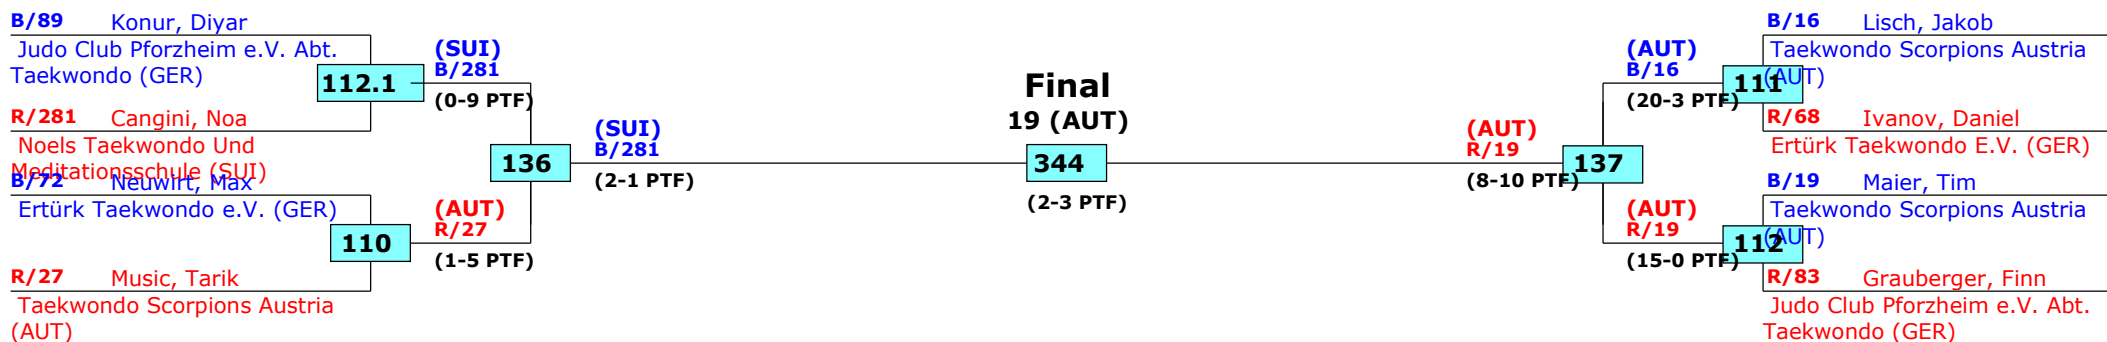 B/89 Konur, Diyar
Judo Club Pforzheim e.V. Abt.
Taekwondo (GER)
R/281 Cangini, Noa
Noels Taekwondo Und
Meditationsschule (SUI)
B/72 Neuwirt, Max
Ertürk Taekwondo e.V. (GER)
R/27 Music, Tarik
Taekwondo Scorpions Austria
(AUT)
112.1
110
(SUI)
B/281
(0-9 PTF)
(AUT)
R/27
(1-5 PTF)
136
(SUI)
B/281
(2-1 PTF)
Final
19 (AUT)
344
(2-3 PTF)
(AUT)
R/19
(8-10 PTF)
137
(AUT)
B/16
(20-3 PTF)
(AUT)
R/19
(15-0 PTF)
111
112
B/16 Lisch, Jakob
Taekwondo Scorpions Austria
(AUT)
R/68 Ivanov, Daniel
Ertürk Taekwondo E.V. (GER)
B/19 Maier, Tim
Taekwondo Scorpions Austria
(AUT)
R/83 Grauberger, Finn
Judo Club Pforzheim e.V. Abt.
Taekwondo (GER)